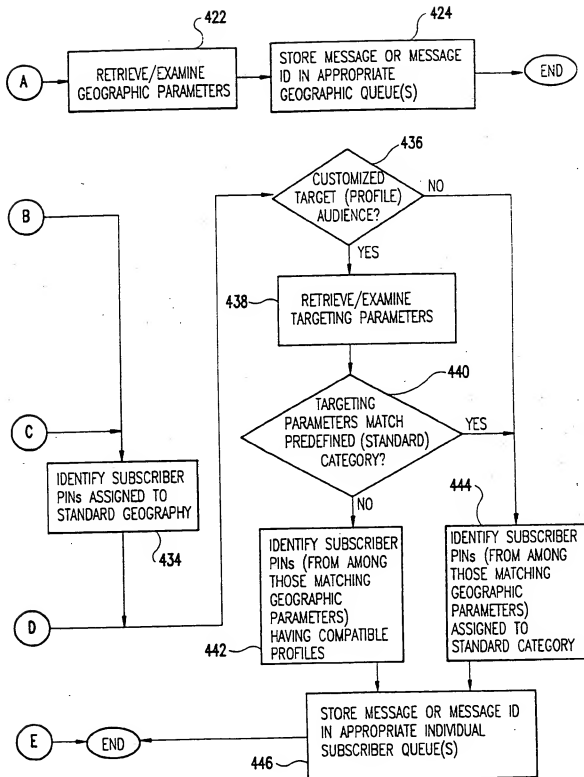 422
424
A
RETRIEVE/EXAMINE
GEOGRAPHIC PARAMETERS
STORE MESSAGE OR MESSAGE
ID IN APPROPRIATE
GEOGRAPHIC QUEUE(S)
END
436
CUSTOMIZED
TARGET (PROFILE)
AUDIENCE?
NO
YES
B
438
RETRIEVE/EXAMINE
TARGETING PARAMETERS
440
TARGETING
PARAMETERS MATCH
PREDEFINED (STANDARD)
CATEGORY?
YES
NO
C
IDENTIFY SUBSCRIBER
PINs ASSIGNED TO
STANDARD GEOGRAPHY
434
D
442
IDENTIFY SUBSCRIBER
PINs (FROM AMONG
THOSE MATCHING
GEOGRAPHIC
PARAMETERS)
HAVING COMPATIBLE
PROFILES
444
IDENTIFY SUBSCRIBER
PINs (FROM AMONG
THOSE MATCHING
GEOGRAPHIC
PARAMETERS)
ASSIGNED TO
STANDARD CATEGORY
E
END
STORE MESSAGE OR MESSAGE ID
IN APPROPRIATE INDIVIDUAL
SUBSCRIBER QUEUE(S)
446